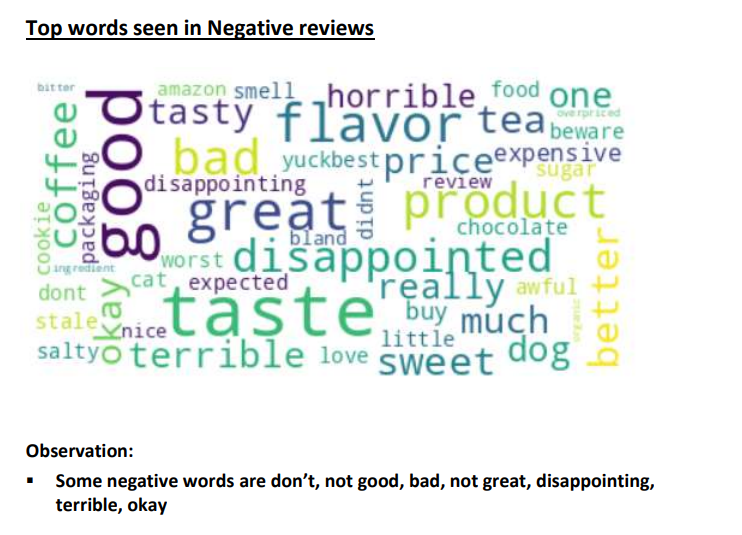 Top words seen in Negative reviews
bitter amazon smell horrible food one
coffee good tasty flavor tea overpriced beware
packaging bad yuck best price expensive sugar
disappointing didnt review product
cookie great bland chocolate
ingredient worst disappointed better
dont cat expected really awful
stale okay nice taste buy much organic
salty terrible love little sweet dog
Observation:
▪ Some negative words are don’t, not good, bad, not great, disappointing,
terrible, okay